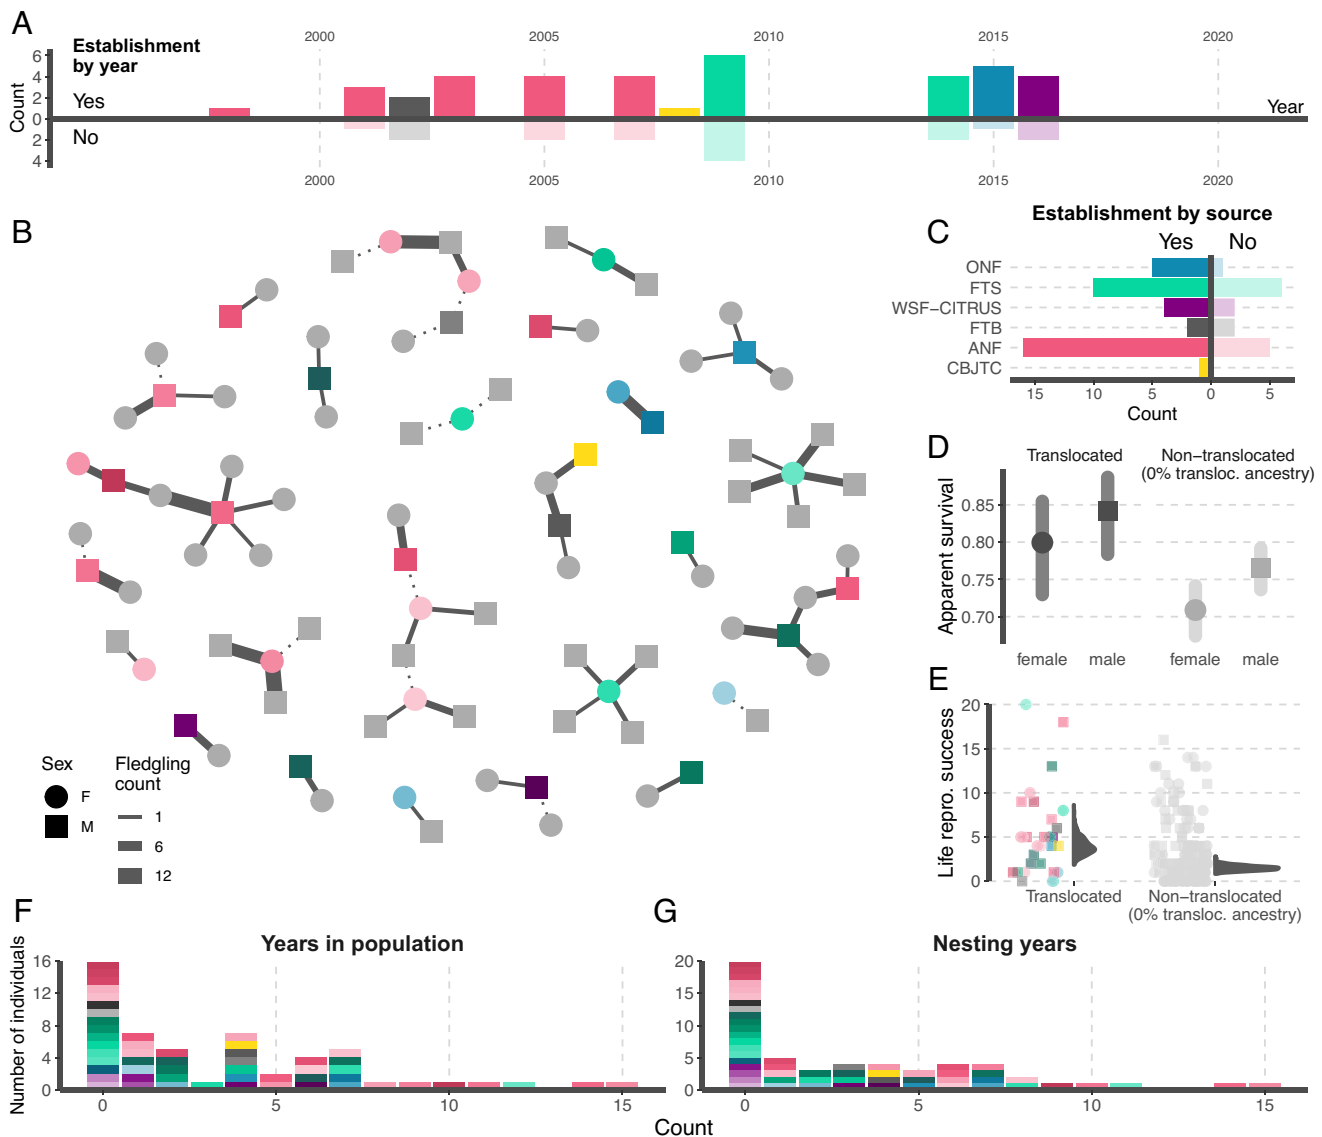 A
Establishment
by year
2000
2005
2010
2015
2020
6
4
2
0
2
4
Count
Yes
No
Year
2000
2005
2010
2015
2020
B
Sex
F
M
Fledgling
count
1
6
12
C
Establishment by source
Yes
No
ONF
FTS
WSF−CITRUS
FTB
ANF
CBJTC
15
10
5
0
5
Count
D
Translocated
Non−translocated
(0% transloc. ancestry)
Apparent survival
0.85
0.80
0.75
0.70
female
male
female
male
E
Life repro. success
20
15
10
5
0
Translocated
Non−translocated
(0% transloc. ancestry)
F
Years in population
Number of individuals
16
12
8
4
0
0
5
10
15
G
Nesting years
20
15
10
5
0
0
5
10
15
Count